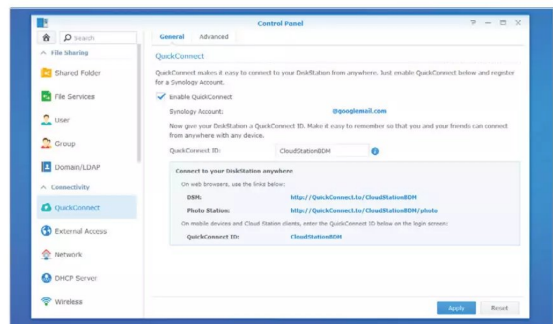 Control Panel
Search
General Advanced
File Sharing
Shared Folder
File Services
User
Group
Domain/LDAP
Connectivity
QuickConnect
External Access
Network
DHCP Server
Wireless
QuickConnect
QuickConnect makes it easy to connect to your DiskStation from anywhere. Just enable QuickConnect below and register
for a Synology Account.
Enable QuickConnect
Synology Account: @googlemail.com
Now give your DiskStation a QuickConnect ID. Make it easy to remember so that you and your friends can connect
from anywhere with any device.
QuickConnect ID: CloudStationBDM
Connect to your DiskStation anywhere
On web browsers, use the links below:
DSM: http://QuickConnect.to/CloudStationBDM
Photo Station: http://QuickConnect.to/CloudStationBDM/photo
On mobile devices and Cloud Station clients, enter the QuickConnect ID below on the login screen:
QuickConnect ID: CloudStationBDM
Apply Reset